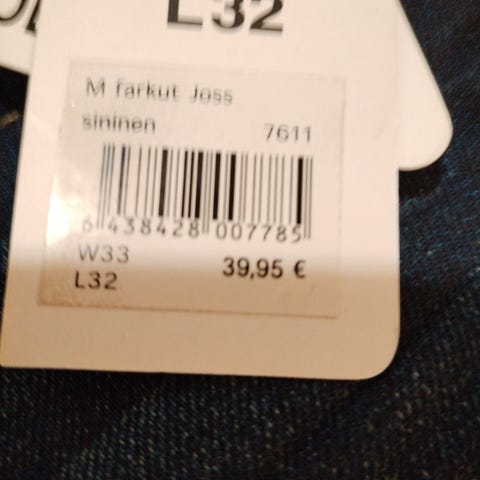 L32
M farkut Joss
sininen 7611
6 438428 007785
W33
39,95 €
L32